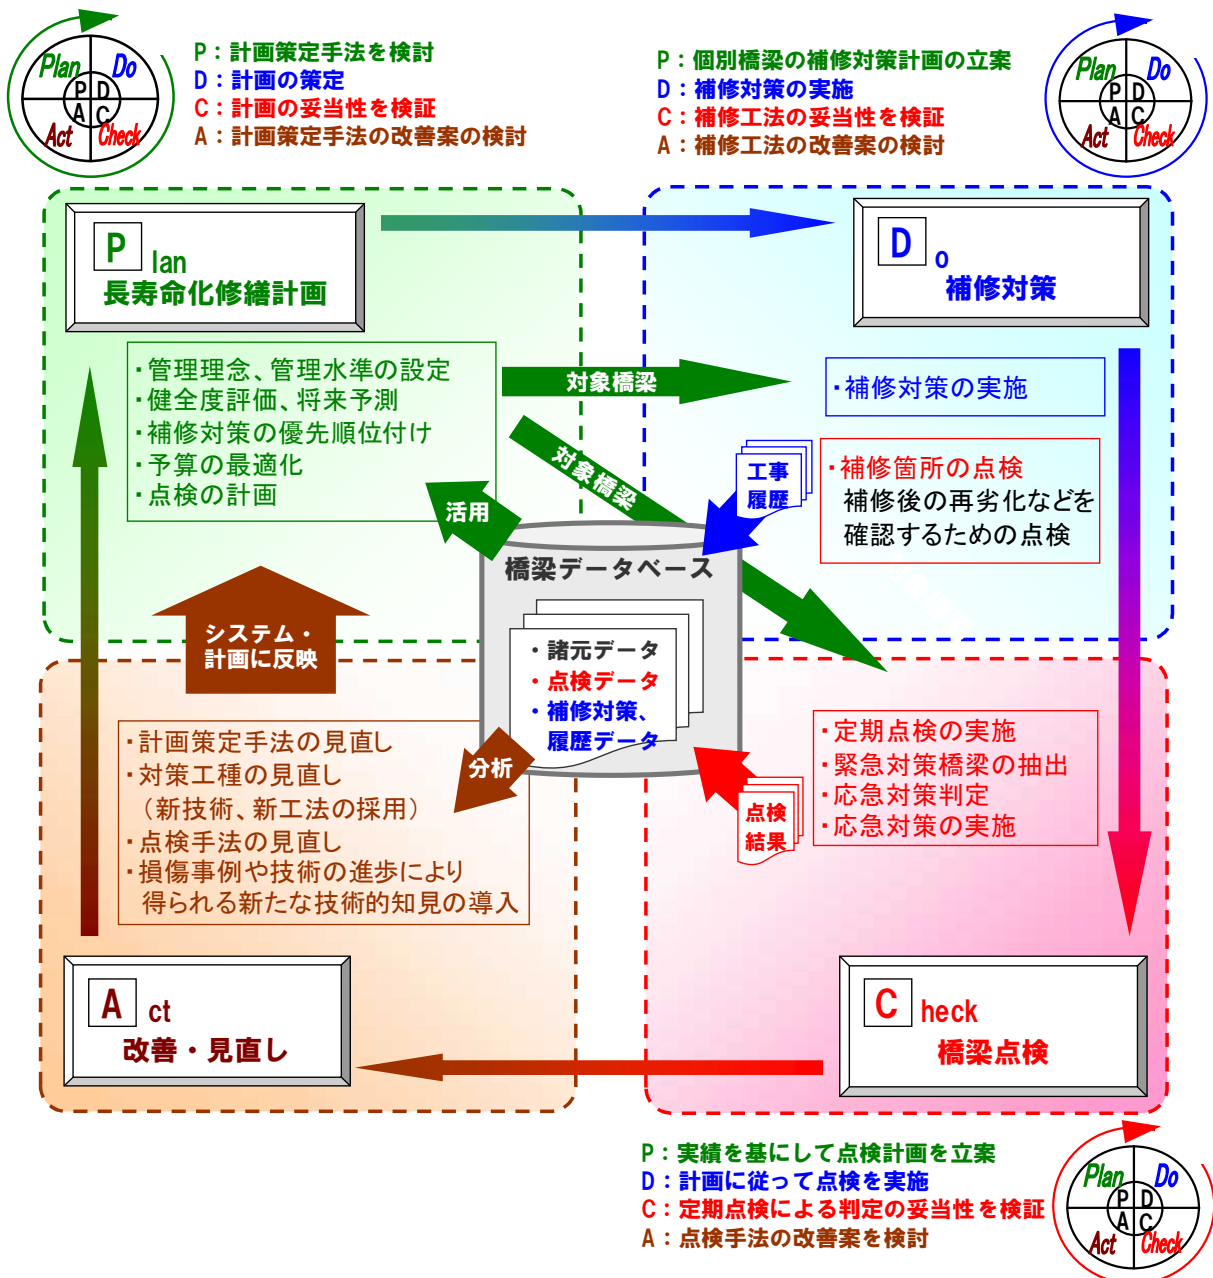 Plan Do
P D
A C
Act Check
P：計画策定手法を検討
D：計画の策定
C：計画の妥当性を検証
A：計画策定手法の改善案の検討
P：個別橋梁の補修対策計画の立案
D：補修対策の実施
C：補修工法の妥当性を検証
A：補修工法の改善案の検討
Plan Do
P D
A C
Act Check
P lan
長寿命化修繕計画
D o
補修対策
・管理理念、管理水準の設定
・健全度評価、将来予測
・補修対策の優先順位付け
・予算の最適化
・点検の計画
対象橋梁
対象橋梁
・補修対策の実施
・補修箇所の点検
補修後の再劣化などを
確認するための点検
工事
履歴
活用
橋梁データベース
・諸元データ
・点検データ
・補修対策、
履歴データ
システム・
計画に反映
分析
点検
結果
・計画策定手法の見直し
・対策工種の見直し
（新技術、新工法の採用）
・点検手法の見直し
・損傷事例や技術の進歩により
得られる新たな技術的知見の導入
・定期点検の実施
・緊急対策橋梁の抽出
・応急対策判定
・応急対策の実施
A ct
改善・見直し
C heck
橋梁点検
P：実績を基にして点検計画を立案
D：計画に従って点検を実施
C：定期点検による判定の妥当性を検証
A：点検手法の改善案を検討
Plan Do
P D
A C
Act Check